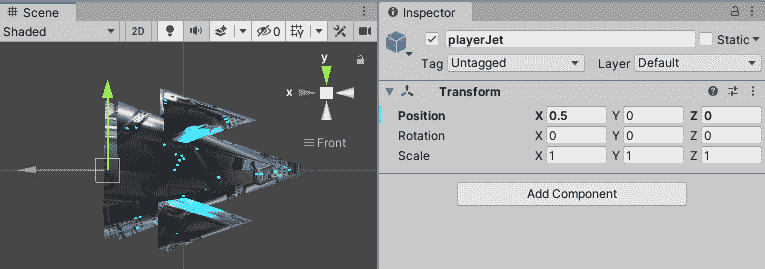 Scene
Shaded 2D 0
y
x
Front
Inspector
playerJet Static
Tag Untagged Layer Default
Transform
Position X 0.5 Y 0 Z 0
Rotation X 0 Y 0 Z 0
Scale X 1 Y 1 Z 1
Add Component